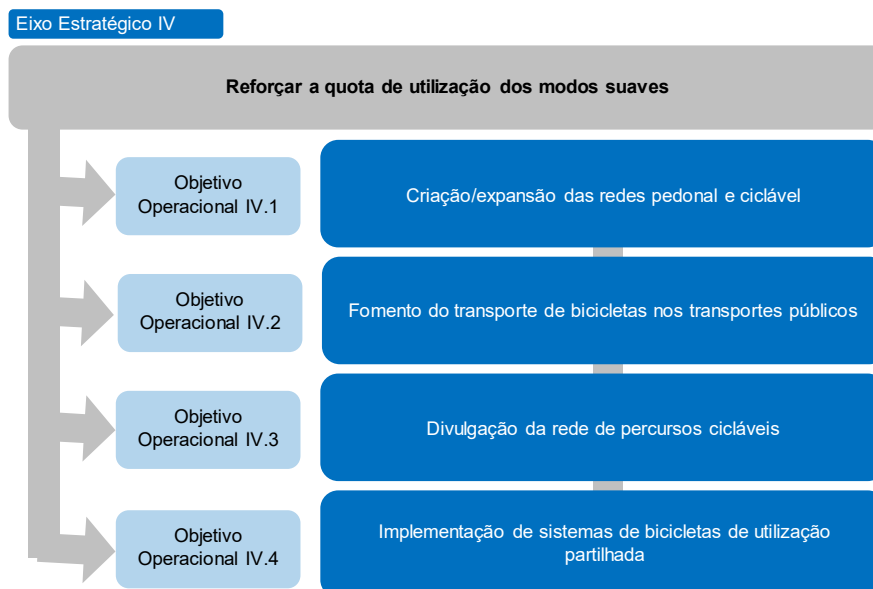 Eixo Estratégico IV
Reforçar a quota de utilização dos modos suaves
Objetivo
Operacional IV.1
Criação/expansão das redes pedonal e ciclável
Objetivo
Operacional IV.2
Fomento do transporte de bicicletas nos transportes públicos
Objetivo
Operacional IV.3
Divulgação da rede de percursos cicláveis
Objetivo
Operacional IV.4
Implementação de sistemas de bicicletas de utilização
partilhada